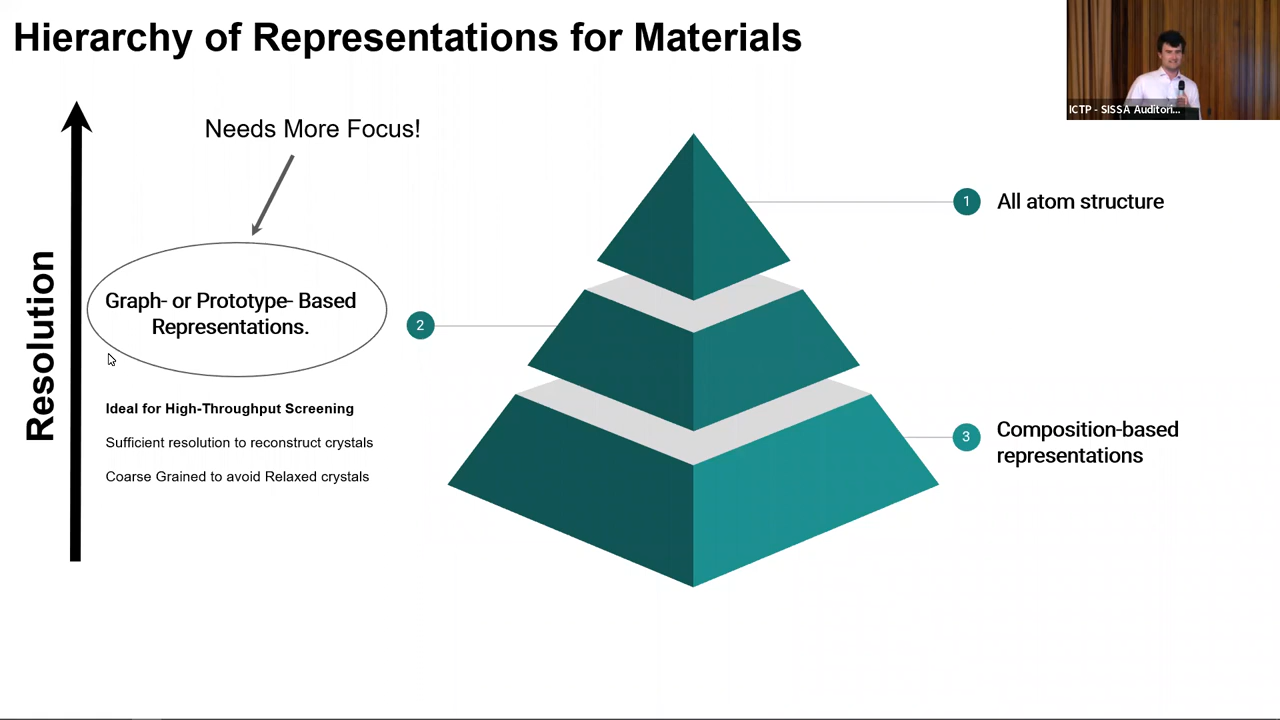 Hierarchy of Representations for Materials
ICTP - SISSA Auditori...
Needs More Focus!
1
All atom structure
Resolution
Graph- or Prototype- Based
Representations.
2
Ideal for High-Throughput Screening
Sufficient resolution to reconstruct crystals
Coarse Grained to avoid Relaxed crystals
3
Composition-based
representations